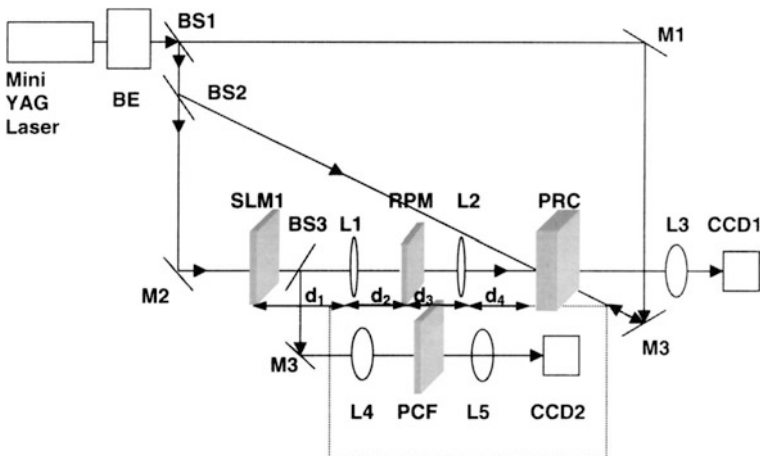 BS1
M1
Mini
YAG
Laser
BE
BS2
SLM1
BS3
L1
RPM
L2
PRC
L3
CCD1
M2
d1
d2
d3
d4
M3
M3
L4
PCF
L5
CCD2